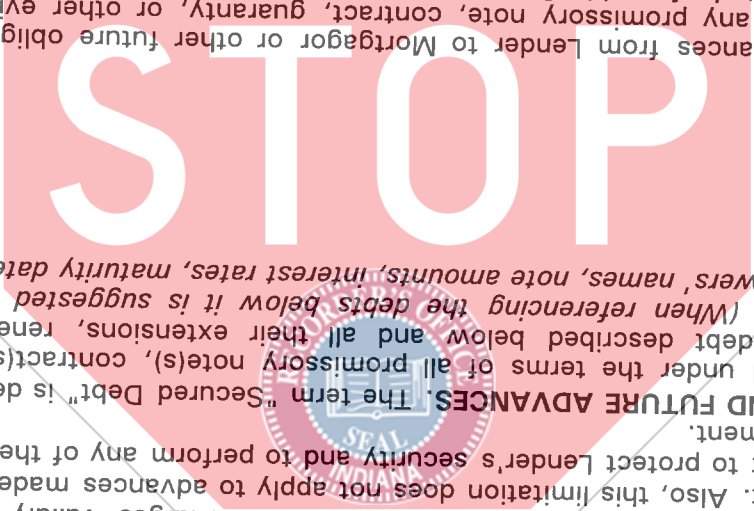 . Also, this limitation does not apply to advances made
t to protect Lender's security and to perform any of the
ment.
ND FUTURE ADVANCES. The term "Secured Debt" is de
under the terms of all promissory note(s), contract(s)
debt described below and all their extensions, rene
(When referencing the debts below it is suggested
wers' names, note amounts, interest rates, maturity date
ances from Lender to Mortgagor or other future oblig
any promissory note, contract, guaranty, or other evi
STOP
RECORDER'S OFFICE
SEAL
INDIANA